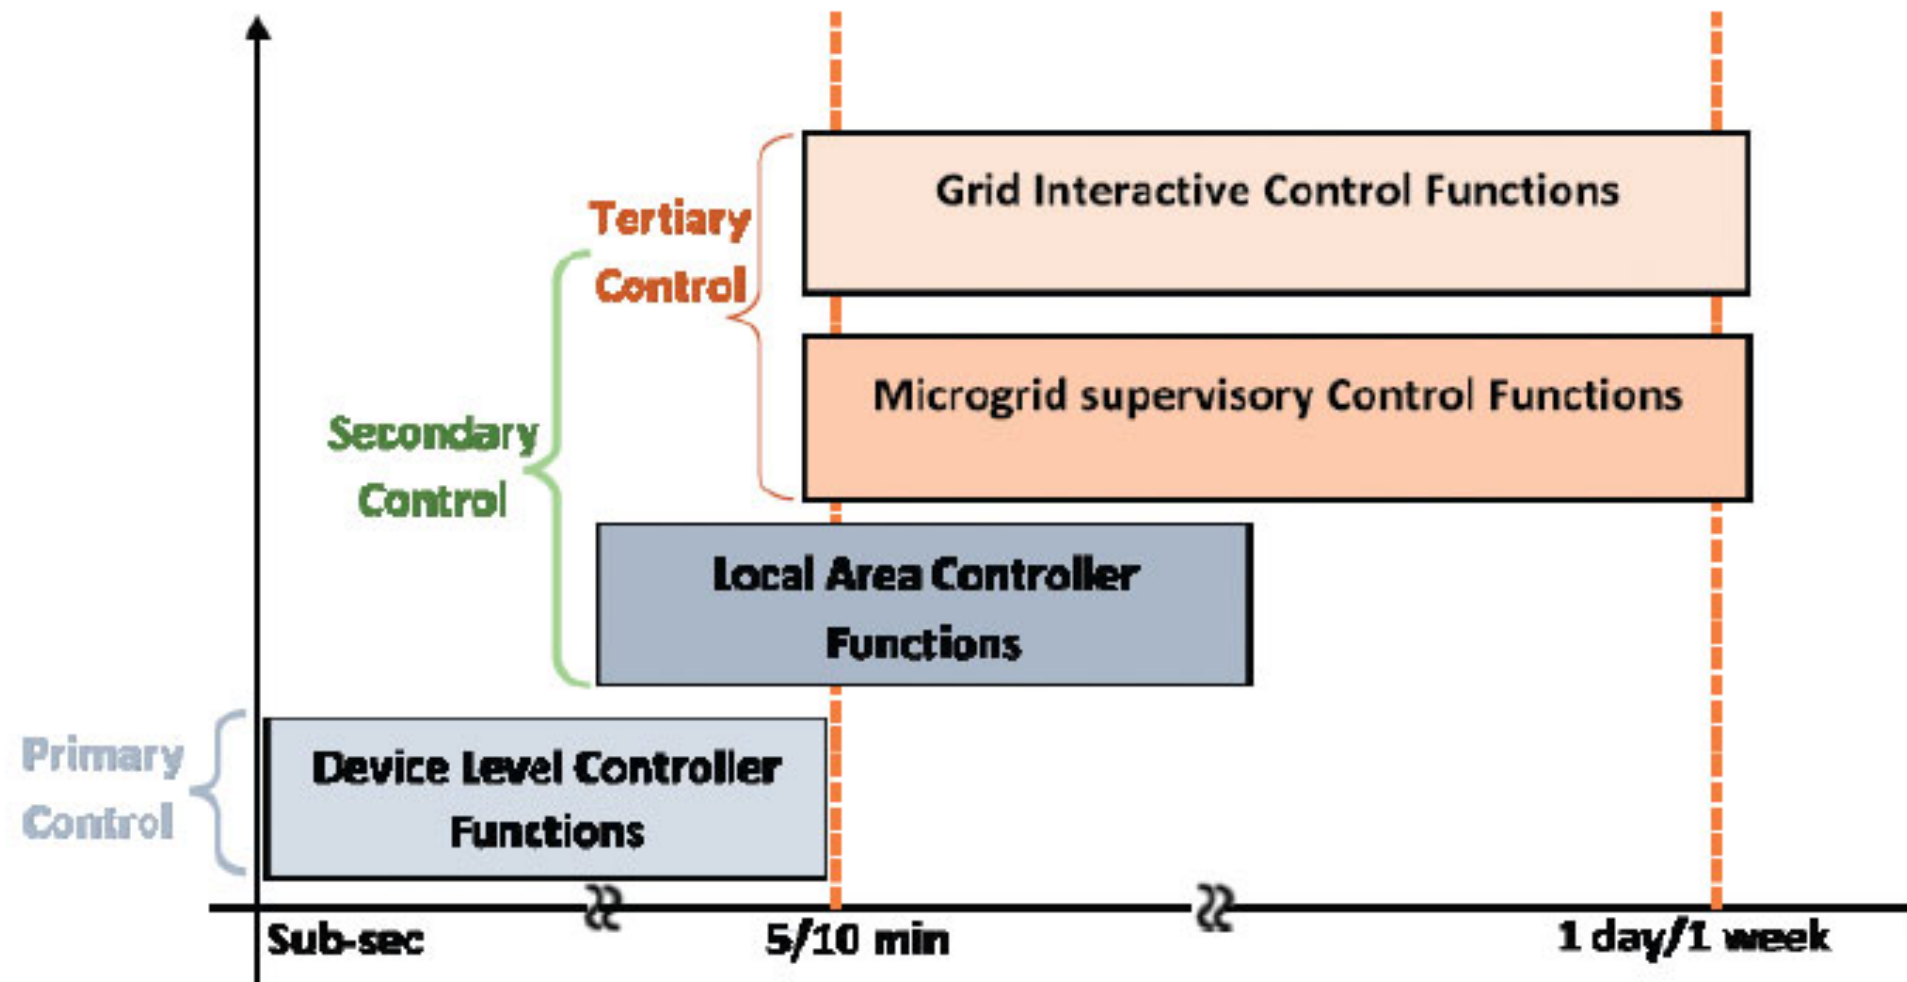 Grid Interactive Control Functions
Tertiary
Control
Microgrid supervisory Control Functions
Secondary
Control
Local Area Controller
Functions
Primary
Control
Device Level Controller
Functions
Sub-sec
5/10 min
1 day/1 week